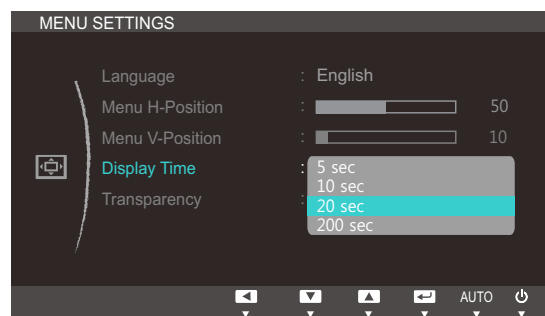 MENU SETTINGS
Language : English
Menu H-Position : 50
Menu V-Position : 10
Display Time : 5 sec
10 sec
Transparency : 20 sec
200 sec
AUTO